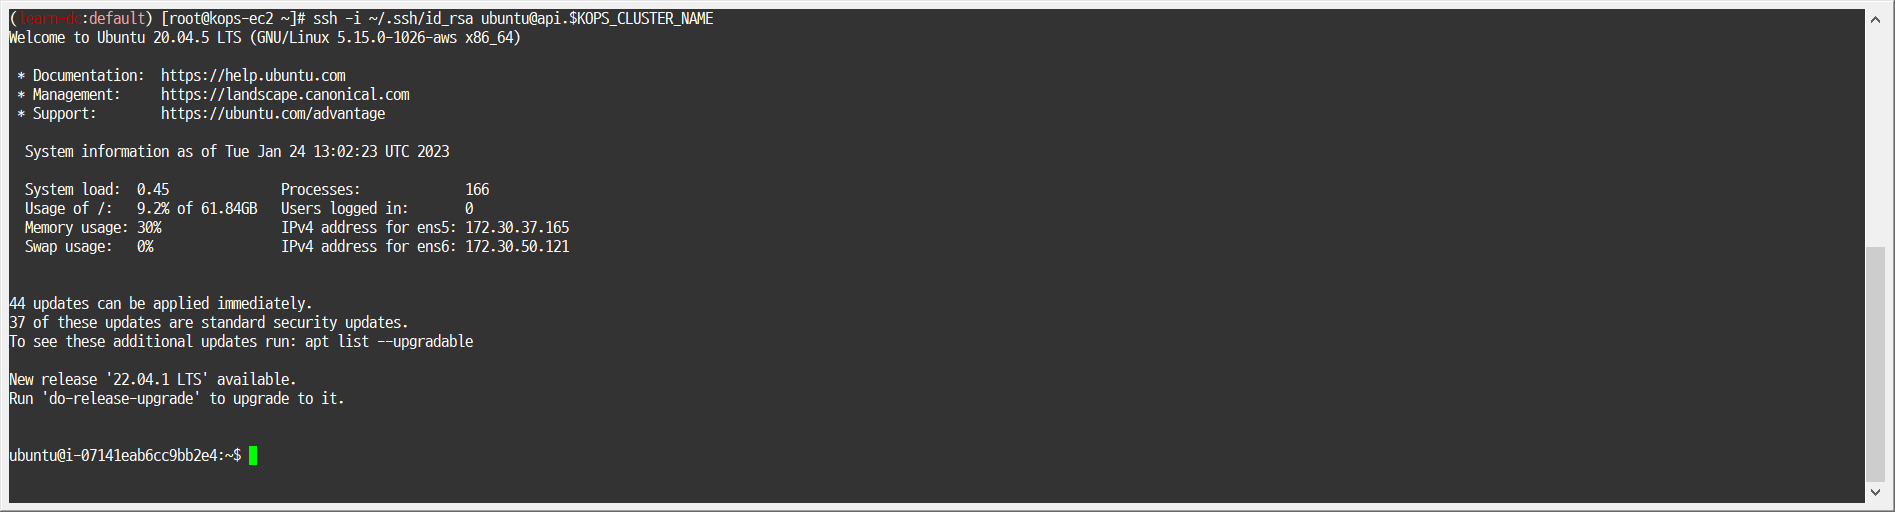 (learn-dc:default) [root@kops-ec2 ~]# ssh -i ~/.ssh/id_rsa ubuntu@api.$KOPS_CLUSTER_NAME
Welcome to Ubuntu 20.04.5 LTS (GNU/Linux 5.15.0-1026-aws x86_64)
* Documentation:  https://help.ubuntu.com
* Management:     https://landscape.canonical.com
* Support:        https://ubuntu.com/advantage
System information as of Tue Jan 24 13:02:23 UTC 2023
System load:  0.45              Processes:             166
Usage of /:   9.2% of 61.84GB   Users logged in:       0
Memory usage: 30%               IPv4 address for ens5: 172.30.37.165
Swap usage:   0%                IPv4 address for ens6: 172.30.50.121
44 updates can be applied immediately.
37 of these updates are standard security updates.
To see these additional updates run: apt list --upgradable
New release '22.04.1 LTS' available.
Run 'do-release-upgrade' to upgrade to it.
ubuntu@i-07141eab6cc9bb2e4:~$